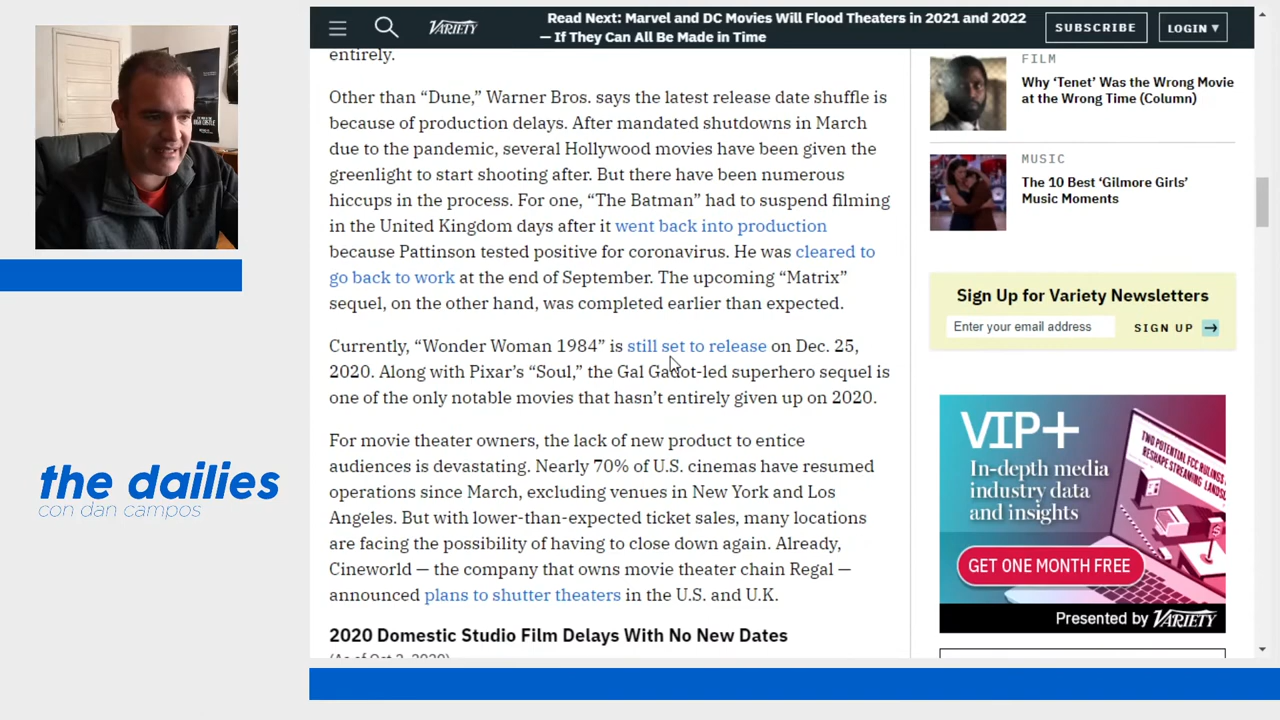 VARIETY
Read Next: Marvel and DC Movies Will Flood Theaters in 2021 and 2022
— If They Can All Be Made in Time
SUBSCRIBE
LOGIN ▾
entirely.
Other than “Dune,” Warner Bros. says the latest release date shuffle is
because of production delays. After mandated shutdowns in March
due to the pandemic, several Hollywood movies have been given the
greenlight to start shooting after. But there have been numerous
hiccups in the process. For one, “The Batman” had to suspend filming
in the United Kingdom days after it went back into production
because Pattinson tested positive for coronavirus. He was cleared to
go back to work at the end of September. The upcoming “Matrix”
sequel, on the other hand, was completed earlier than expected.
Currently, “Wonder Woman 1984” is still set to release on Dec. 25,
2020. Along with Pixar’s “Soul,” the Gal Gadot-led superhero sequel is
one of the only notable movies that hasn’t entirely given up on 2020.
For movie theater owners, the lack of new product to entice
audiences is devastating. Nearly 70% of U.S. cinemas have resumed
operations since March, excluding venues in New York and Los
Angeles. But with lower-than-expected ticket sales, many locations
are facing the possibility of having to close down again. Already,
Cineworld — the company that owns movie theater chain Regal —
announced plans to shutter theaters in the U.S. and U.K.
2020 Domestic Studio Film Delays With No New Dates
FILM
Why ‘Tenet’ Was the Wrong Movie
at the Wrong Time (Column)
MUSIC
The 10 Best ‘Gilmore Girls’
Music Moments
Sign Up for Variety Newsletters
Enter your email address
SIGN UP →
VIP+
In-depth media
industry data
and insights
TWO POTENTIAL FCC RULINGS
RESHAPE STREAMING
GET ONE MONTH FREE
Presented by VARIETY
the dailies
con dan campos